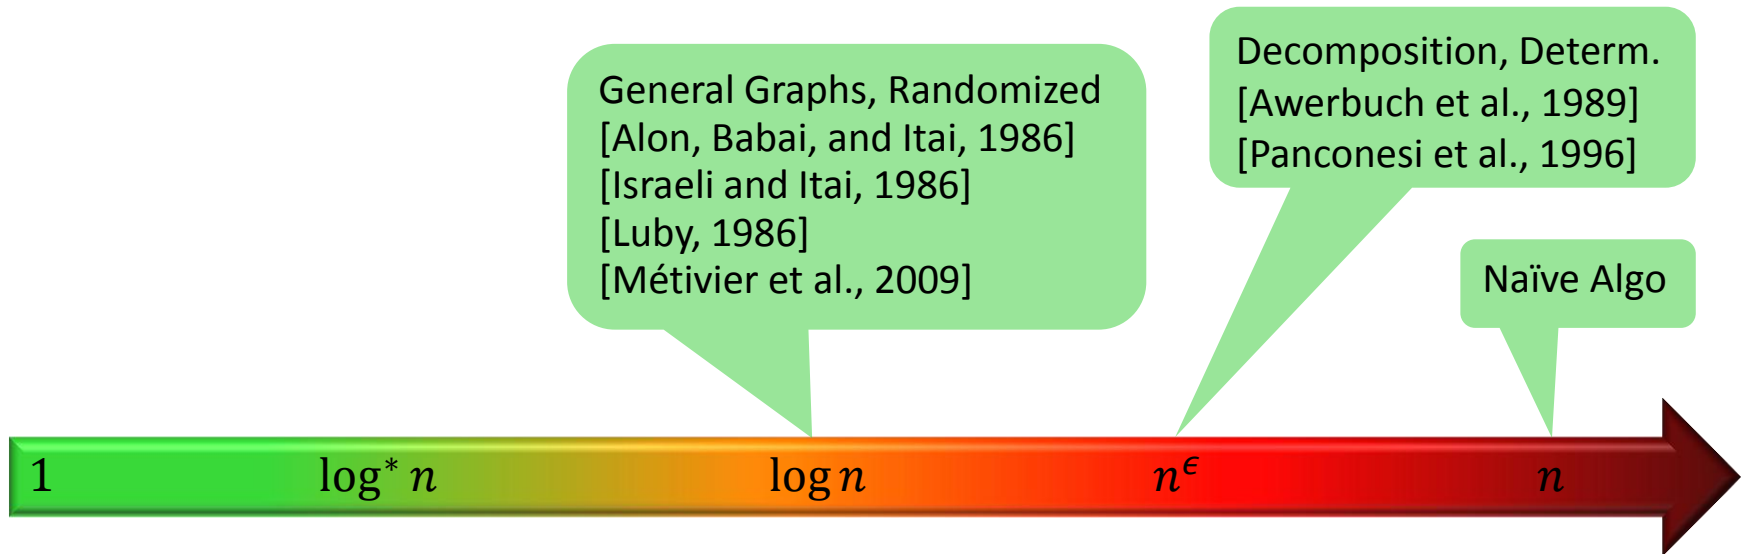 General Graphs, Randomized
[Alon, Babai, and Itai, 1986]
[Israeli and Itai, 1986]
[Luby, 1986]
[Métivier et al., 2009]
Decomposition, Determ.
[Awerbuch et al., 1989]
[Panconesi et al., 1996]
Naïve Algo
1 log* n log n n^ϵ n